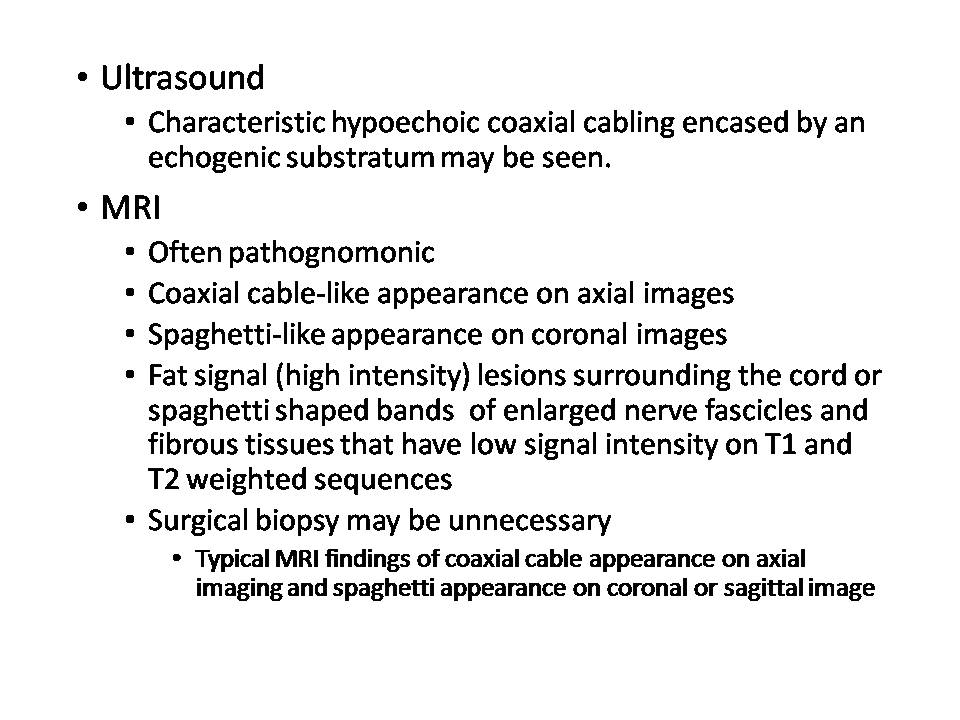 • Ultrasound
• Characteristic hypoechoic coaxial cabling encased by an
echogenic substratum may be seen.
• MRI
• Often pathognomonic
• Coaxial cable-like appearance on axial images
• Spaghetti-like appearance on coronal images
• Fat signal (high intensity) lesions surrounding the cord or
spaghetti shaped bands  of enlarged nerve fascicles and
fibrous tissues that have low signal intensity on T1 and
T2 weighted sequences
• Surgical biopsy may be unnecessary
• Typical MRI findings of coaxial cable appearance on axial
imaging and spaghetti appearance on coronal or sagittal image